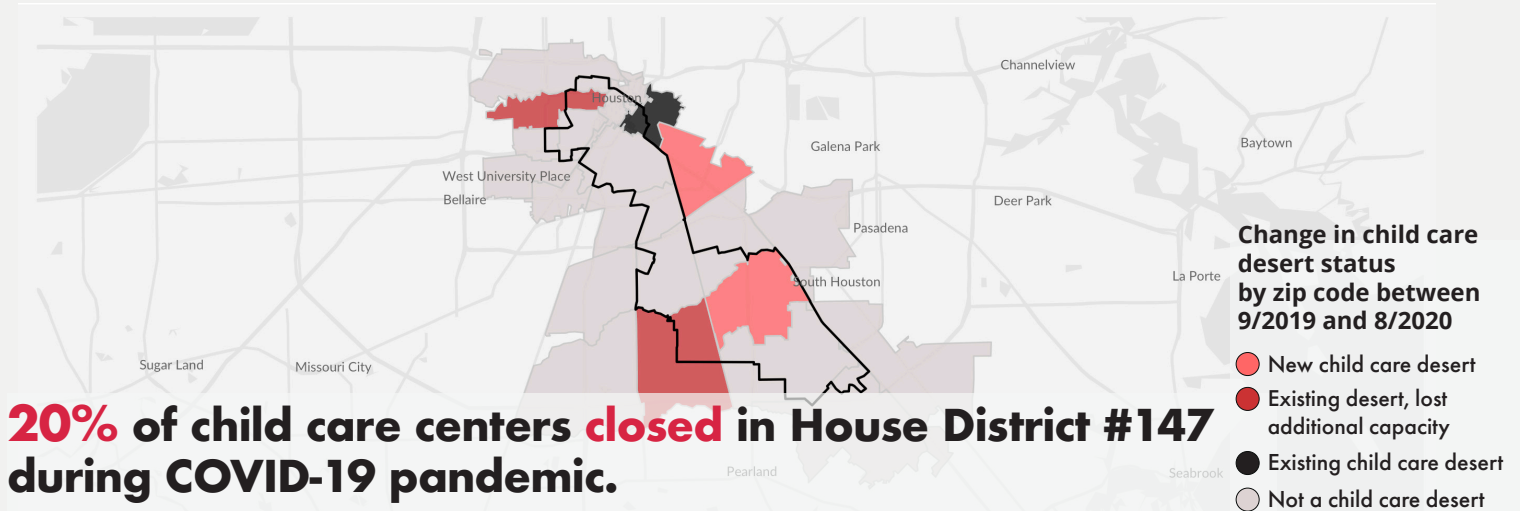 Channelview
Houston
Galena Park
Baytown
West University Place
Bellaire
Deer Park
Pasadena
La Porte
South Houston
Sugar Land
Missouri City
Pearland
Seabrook
Change in child care
desert status
by zip code between
9/2019 and 8/2020
New child care desert
Existing desert, lost
additional capacity
Existing child care desert
Not a child care desert
20% of child care centers closed in House District #147
during COVID-19 pandemic.